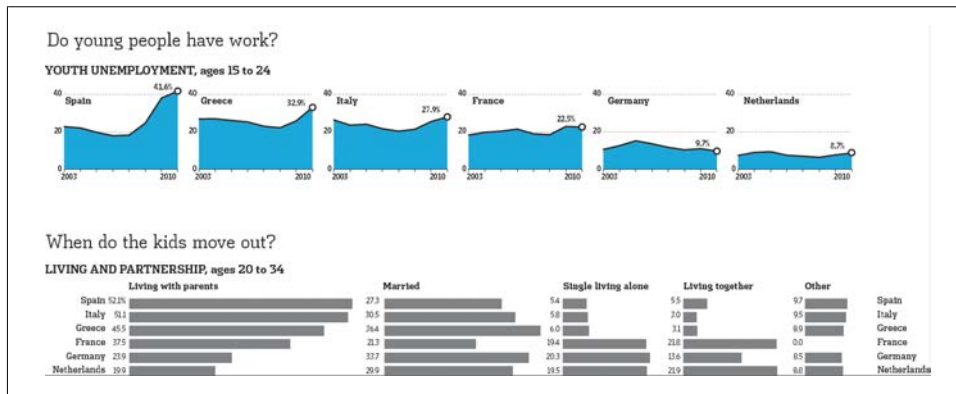 Do young people have work?
YOUTH UNEMPLOYMENT, ages 15 to 24
40 Spain 41,6% 40 Greece 32,9% 40 Italy 27.9% 40 France 22,5% 40 Germany 9.7% 40 Netherlands 8,7%
20 20 20 20 20 20
0 0 0 0 0 0
2003 2010 2003 2010 2003 2010 2003 2010 2003 2010 2003 2010
When do the kids move out?
LIVING AND PARTNERSHIP, ages 20 to 34
Living with parents Married Single living alone Living together Other
Spain 52.1% 27.3 5.4 5.5 9.7 Spain
Italy 51.1 30.5 5.8 9.5 Italy
Greece 45.5 6.0 3.1 8.9 Greece
France 37.5 21.3 19.4 21.8 0.0 France
Germany 23.9 33.7 20.3 13.6 8.5 Germany
Netherlands 19.9 29.9 19.5 21.9 Netherlands